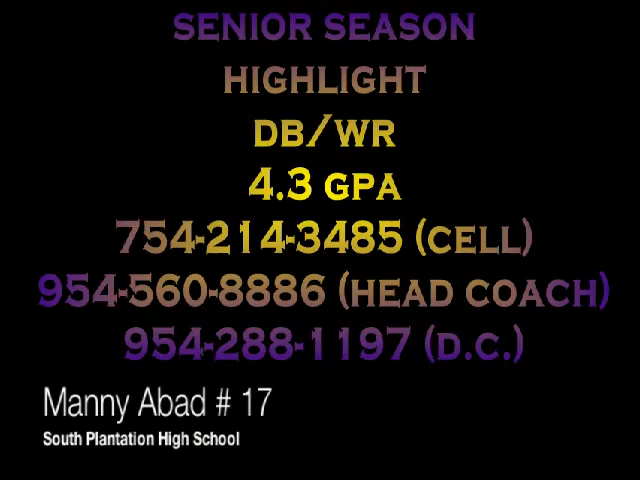 SENIOR SEASON
HIGHLIGHT
DB/WR
4.3 GPA
754-214-3485 (CELL)
954-560-8886 (HEAD COACH)
954-288-1197 (D.C.)
Manny Abad # 17
South Plantation High School